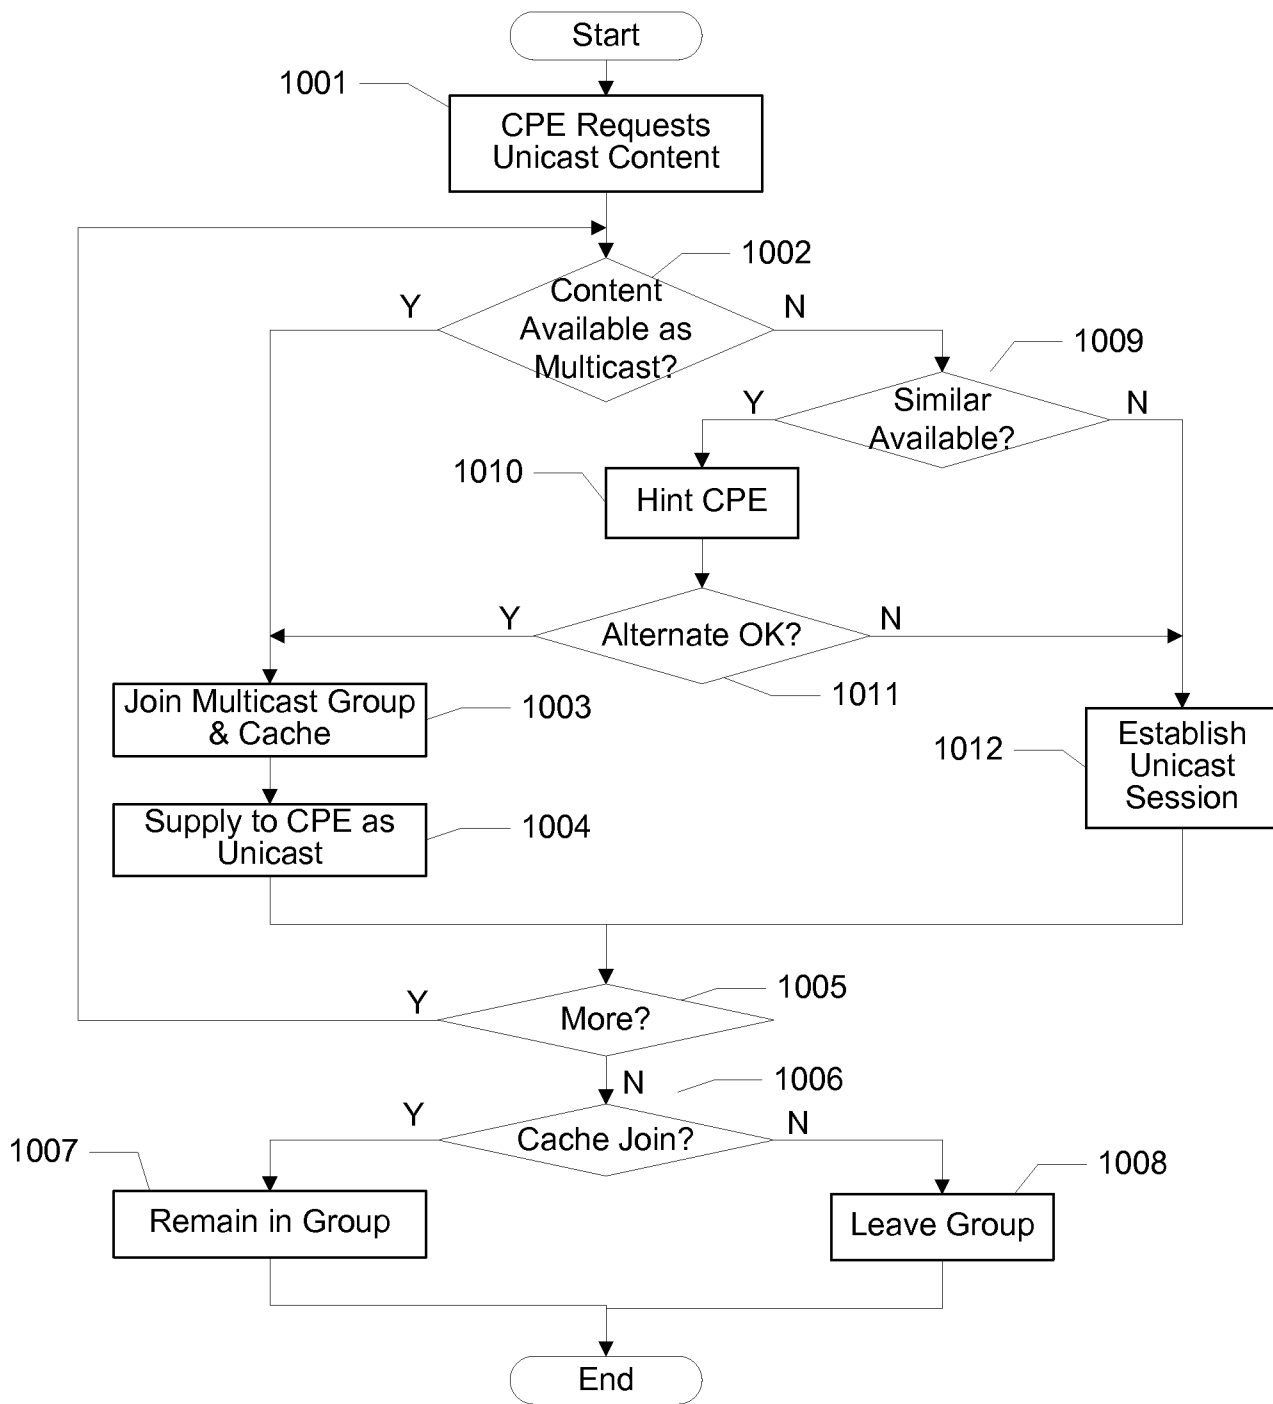 Start
1001
CPE Requests
Unicast Content
1002
Content
Available as
Multicast?
Y
N
1009
Similar
Available?
Y
N
1010
Hint CPE
Alternate OK?
Y
N
1011
Join Multicast Group
& Cache
1003
Establish
Unicast
Session
1012
Supply to CPE as
Unicast
1004
More?
1005
Y
N
1006
Cache Join?
Y
N
1007
Remain in Group
1008
Leave Group
End